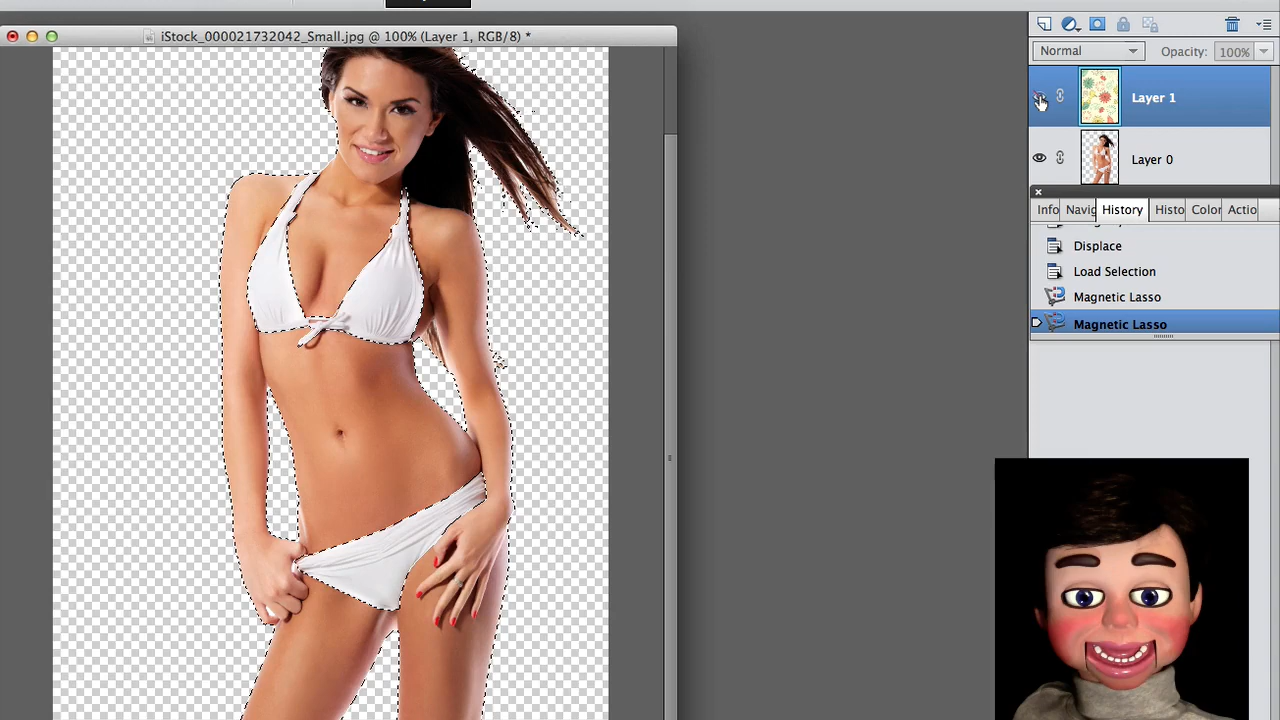 iStock_000021732042_Small.jpg @ 100% (Layer 1, RGB/8) *
Normal Opacity: 100%
Layer 1
Layer 0
Info Navig History Histo Color Actio
Displace
Load Selection
Magnetic Lasso
Magnetic Lasso